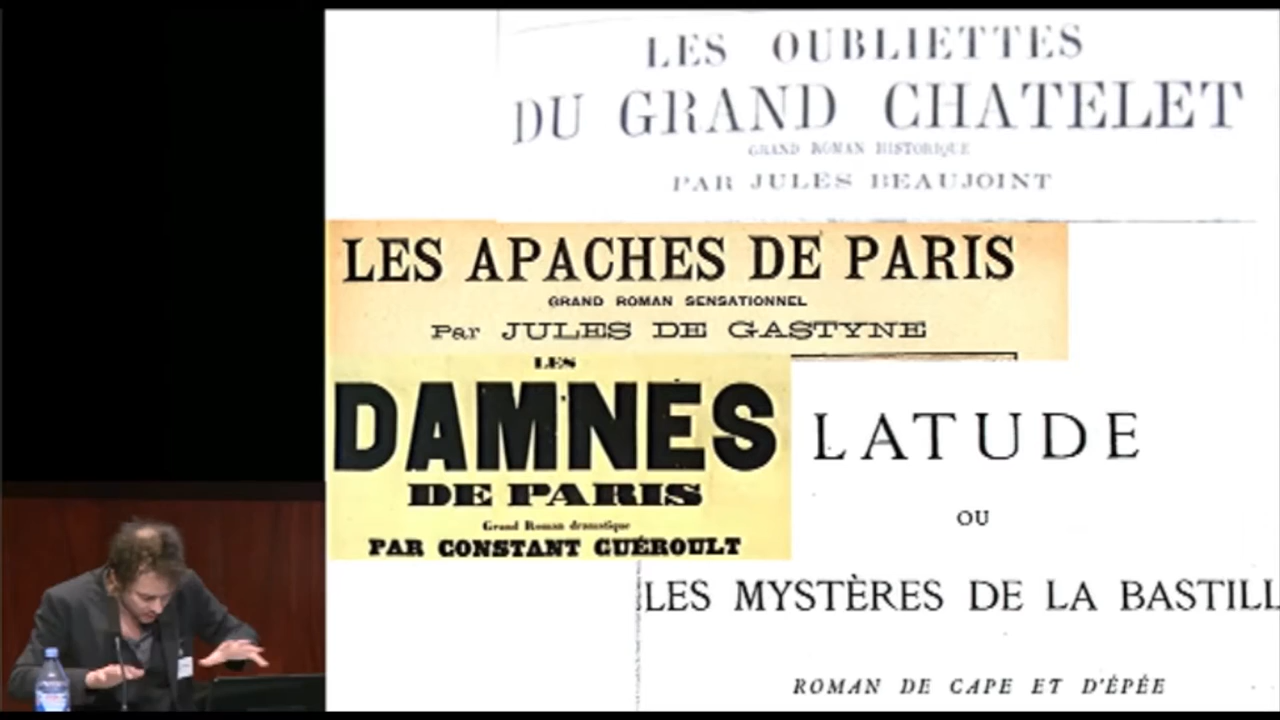 LES OUBLIETTES
DU GRAND CHATELET
GRAND ROMAN HISTORIQUE
PAR JULES BEAUJOINT
LES APACHES DE PARIS
GRAND ROMAN SENSATIONNEL
Par JULES DE GASTYNE
LES
DAMNÉS
DE PARIS
Grand Roman dramatique
PAR CONSTANT GUÉROULT
LATUDE
OU
LES MYSTÈRES DE LA BASTILL
ROMAN DE CAPE ET D'ÉPÉE